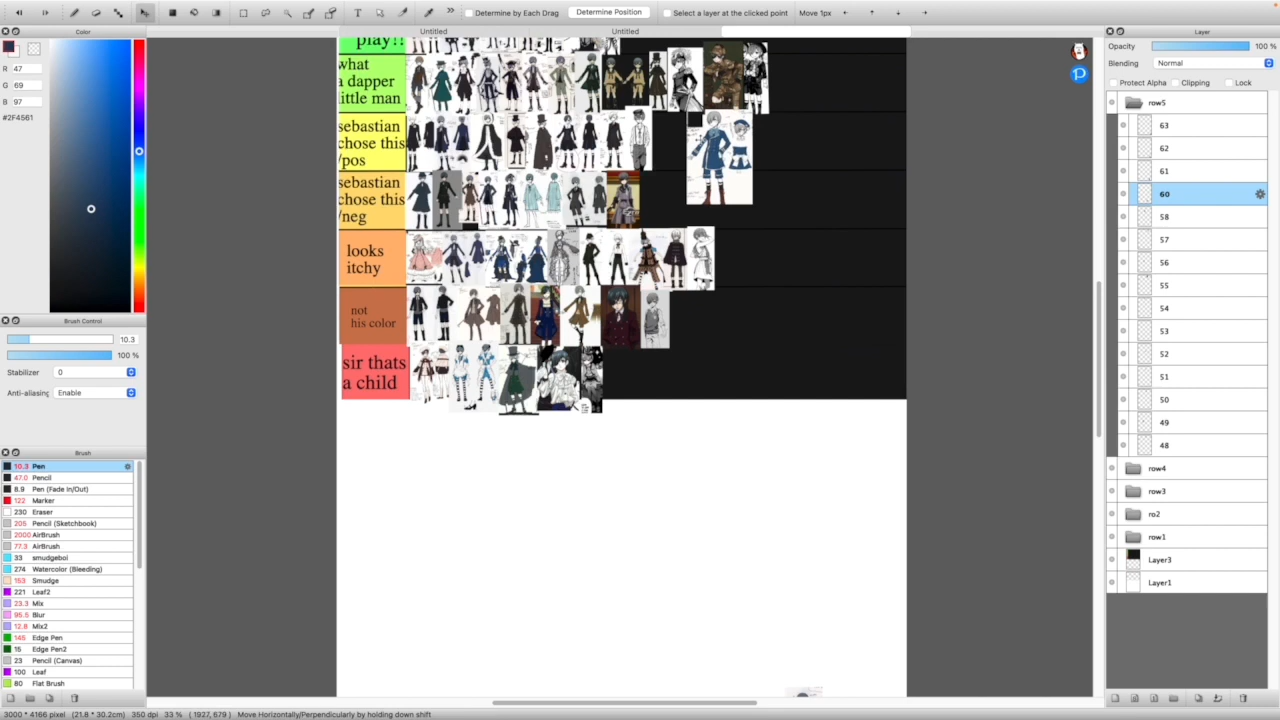 Determine by Each Drag
Determine Position
Select a layer at the clicked point
Move 1px
Untitled
Untitled
Color
R 47
G 69
B 97
#2F4561
Brush Control
10.3
100 %
Stabilizer 0
Anti-aliasing Enable
Brush
10.3 Pen
47.0 Pencil
8.9 Pen (Fade In/Out)
122 Marker
230 Eraser
205 Pencil (Sketchbook)
2000 AirBrush
77.3 AirBrush
33 smudgebol
274 Watercolor (Bleeding)
153 Smudge
221 Leaf2
23.3 Mix
95.5 Blur
12.8 Mix2
145 Edge Pen
15 Edge Pen2
23 Pencil (Canvas)
100 Leaf
80 Flat Brush
play!!
what
a dapper
little man
sebastian
chose this
/pos
sebastian
chose this
/neg
looks
itchy
not
his color
sir thats
a child
Layer
Opacity 100 %
Blending Normal
Protect Alpha Clipping Lock
row5
63
62
61
60
58
57
56
55
54
53
52
51
50
49
48
row4
row3
ro2
row1
Layer3
Layer1
3000 * 4166 pixel (21.8 * 30.2cm) 350 dpi 33 % ( 1927, 679 ) Move Horizontally/Perpendicularly by holding down shift